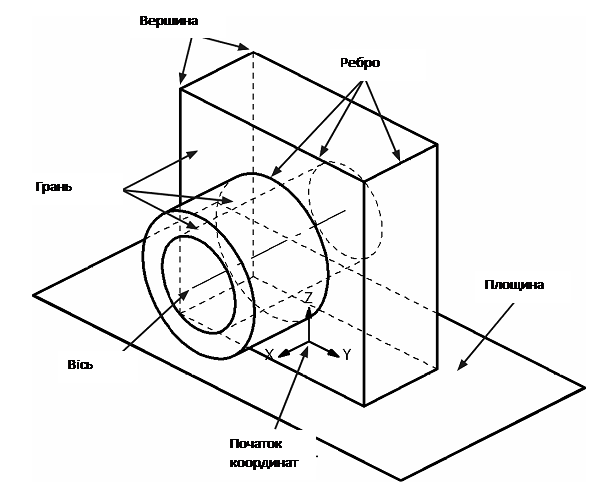 Вершина
Ребро
Грань
Площина
Z
X
Y
Вісь
Початок
координат